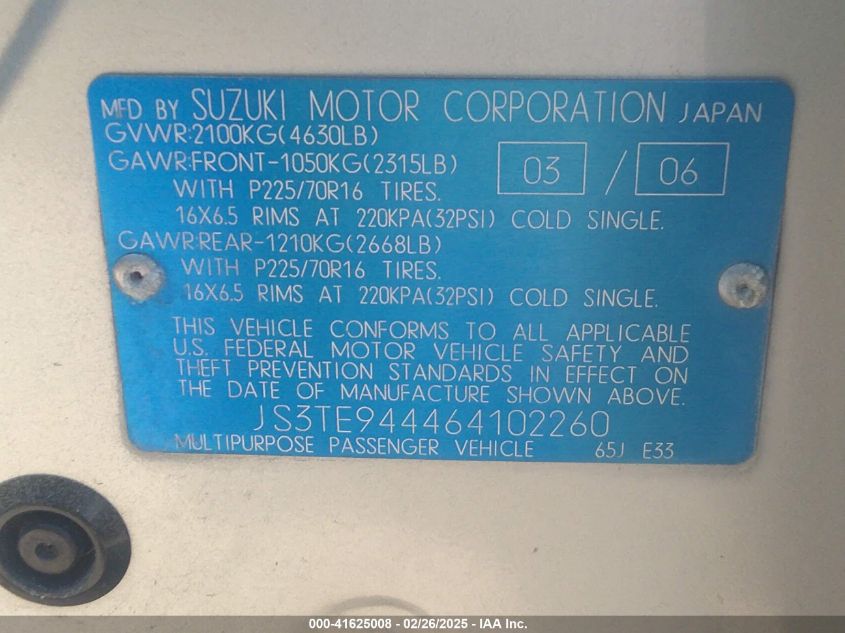 MFD BY SUZUKI MOTOR CORPORATION JAPAN
GVWR:2100KG(4630LB)
GAWR:FRONT-1050KG(2315LB) 03 / 06
WITH P225/70R16 TIRES.
16X6.5 RIMS AT 220KPA(32PSI) COLD SINGLE.
GAWR:REAR-1210KG(2668LB)
WITH P225/70R16 TIRES.
16X6.5 RIMS AT 220KPA(32PSI) COLD SINGLE.
THIS VEHICLE CONFORMS TO ALL APPLICABLE
U.S. FEDERAL MOTOR VEHICLE SAFETY AND
THEFT PREVENTION STANDARDS IN EFFECT ON
THE DATE OF MANUFACTURE SHOWN ABOVE.
JS3TE944464102260
MULTIPURPOSE PASSENGER VEHICLE 65J E33
000-41625008 - 02/26/2025 - IAA Inc.